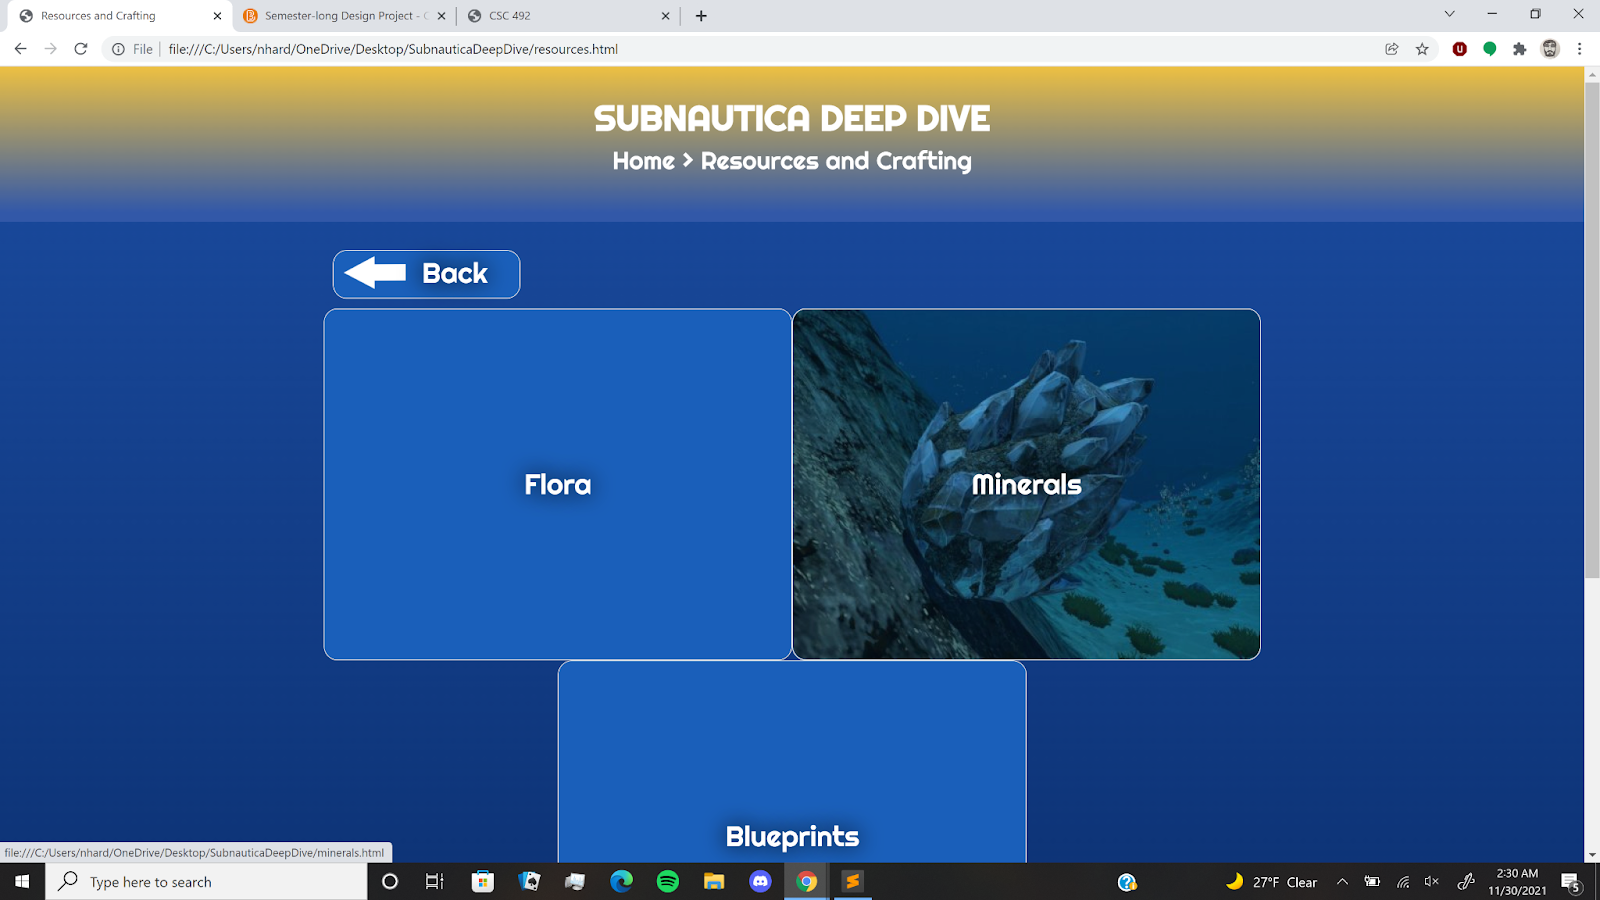 Resources and Crafting
Semester-long Design Project - C
CSC 492
File
file:///C:/Users/nhard/OneDrive/Desktop/SubnauticaDeepDive/resources.html
SUBNAUTICA DEEP DIVE
Home > Resources and Crafting
Back
Flora
Minerals
Blueprints
file:///C:/Users/nhard/OneDrive/Desktop/SubnauticaDeepDive/minerals.html
Type here to search
27°F Clear
2:30 AM
11/30/2021
5